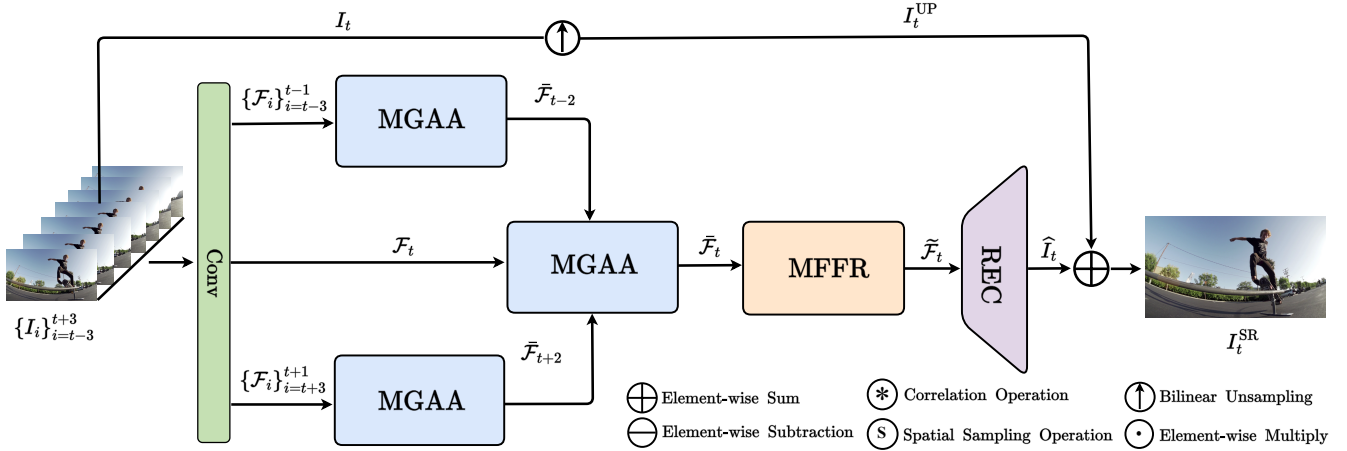 I_t
I_t^UP
{F_i}_{i=t-3}^{t-1}
MGAA
F̄_{t-2}
Conv
F_t
MGAA
F̄_t
MFFR
F̃_t
REC
Î_t
{I_i}_{i=t-3}^{t+3}
I_t^SR
{F_i}_{i=t+3}^{t+1}
MGAA
F̄_{t+2}
Element-wise Sum
* Correlation Operation
Bilinear Unsampling
Element-wise Subtraction
S Spatial Sampling Operation
Element-wise Multiply